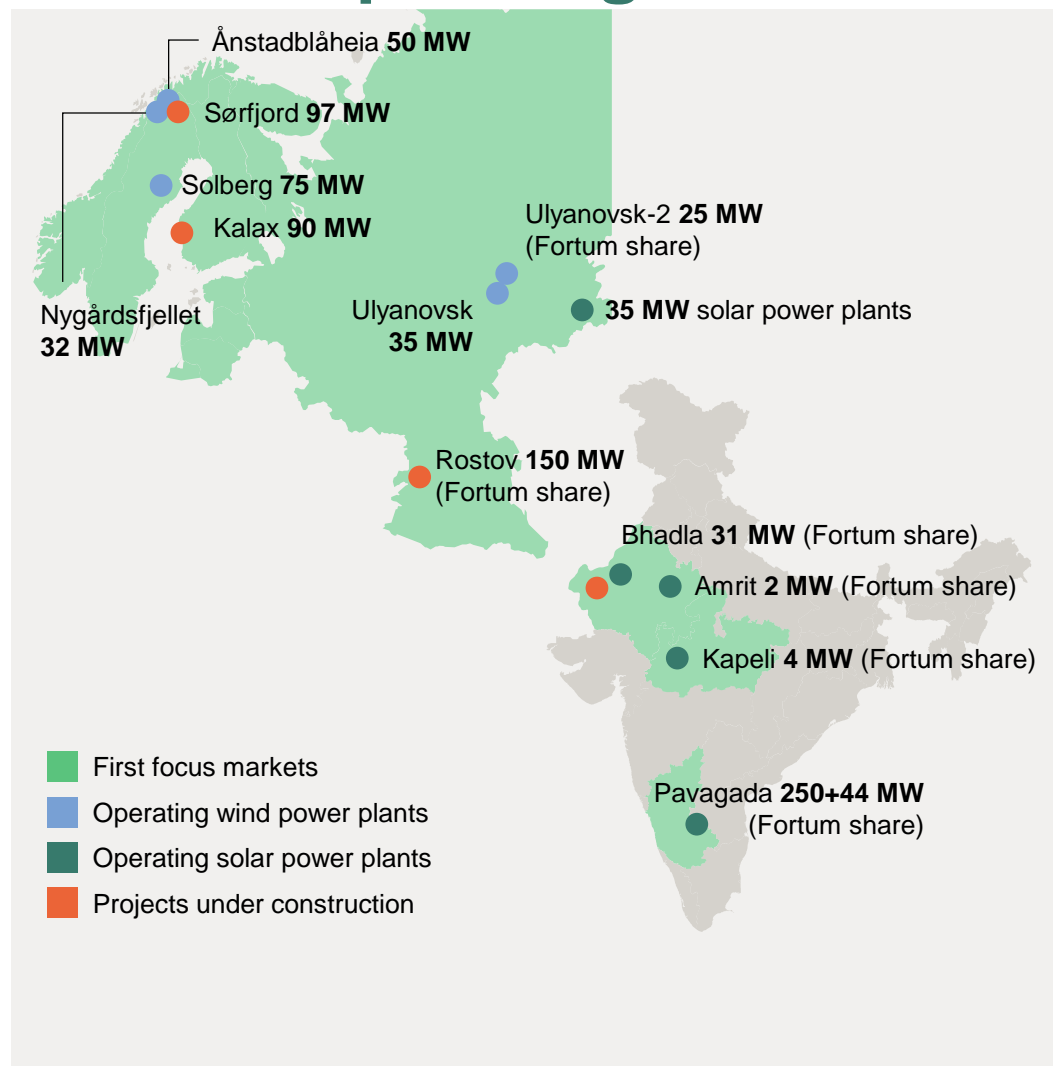 Ånstadblåheia 50 MW
Sørfjord 97 MW
Solberg 75 MW
Kalax 90 MW
Ulyanovsk-2 25 MW
(Fortum share)
Nygårdsfjellet
32 MW
Ulyanovsk
35 MW
35 MW solar power plants
Rostov 150 MW
(Fortum share)
Bhadla 31 MW (Fortum share)
Amrit 2 MW (Fortum share)
Kapeli 4 MW (Fortum share)
Pavagada 250+44 MW
(Fortum share)
First focus markets
Operating wind power plants
Operating solar power plants
Projects under construction